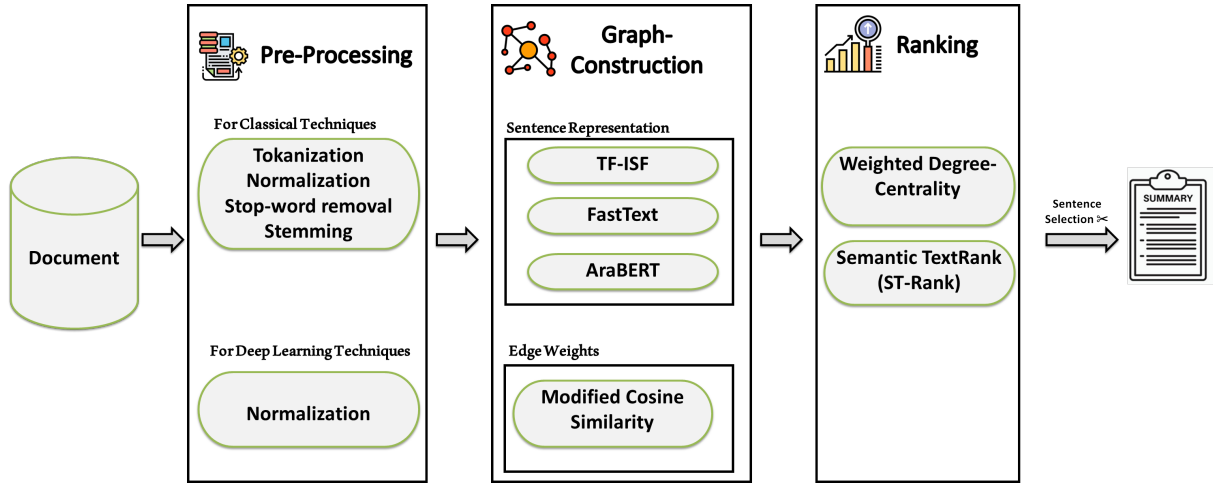 Document
Pre-Processing
For Classical Techniques
Tokanization
Normalization
Stop-word removal
Stemming
For Deep Learning Techniques
Normalization
Graph-
Construction
Sentence Representation
TF-ISF
FastText
AraBERT
Edge Weights
Modified Cosine
Similarity
Ranking
Weighted Degree-
Centrality
Semantic TextRank
(ST-Rank)
Sentence
Selection ✂
SUMMARY